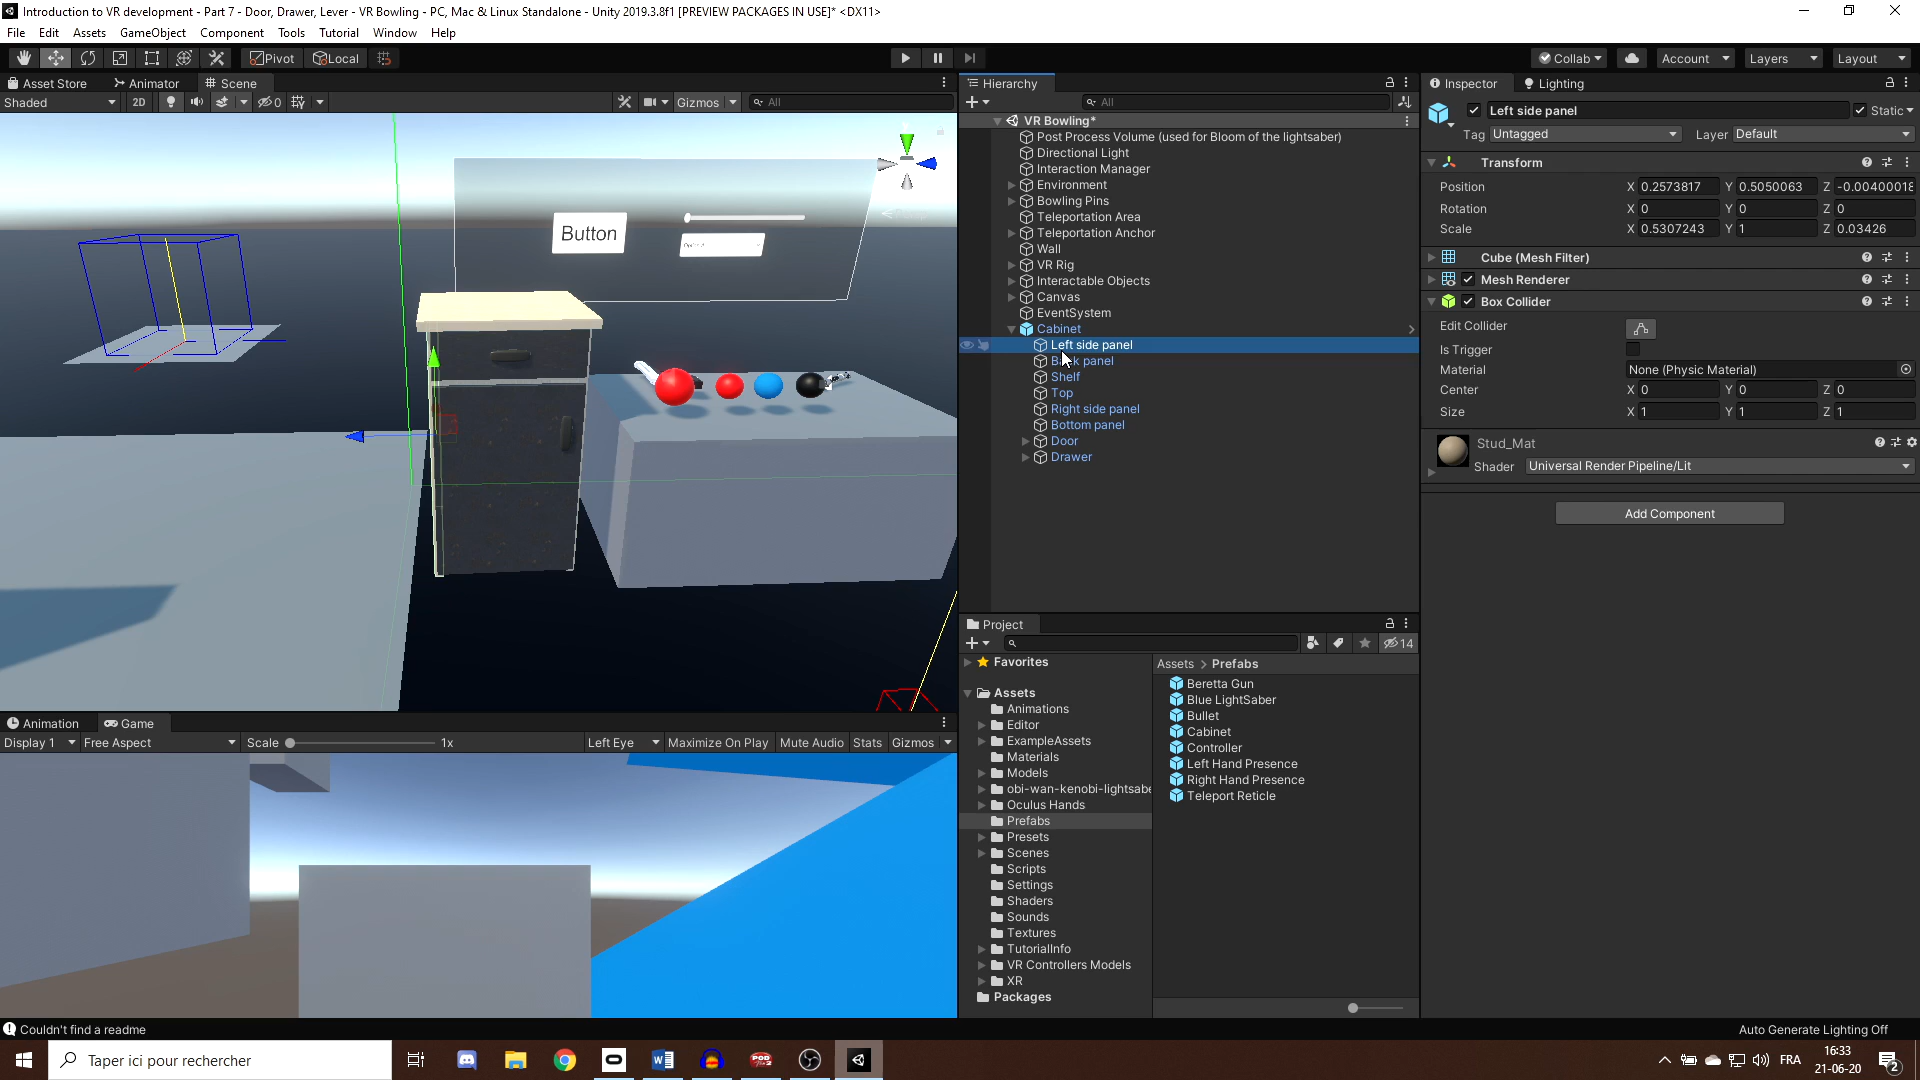 Introduction to VR development - Part 7 - Door, Drawer, Lever - VR Bowling - PC, Mac & Linux Standalone - Unity 2019.3.8f1 [PREVIEW PACKAGES IN USE]* <DX11>
File Edit Assets GameObject Component Tools Tutorial Window Help
Pivot Local Collab Account Layers Layout
Asset Store Animator Scene
Shaded 2D 0 Gizmos All
Button
Hierarchy
All
VR Bowling*
Post Process Volume (used for Bloom of the lightsaber)
Directional Light
Interaction Manager
Environment
Bowling Pins
Teleportation Area
Teleportation Anchor
Wall
VR Rig
Interactable Objects
Canvas
EventSystem
Cabinet
Left side panel
Back panel
Shelf
Top
Right side panel
Bottom panel
Door
Drawer
Inspector Lighting
Left side panel Static
Tag Untagged Layer Default
Transform
Position X 0.2573817 Y 0.5050063 Z -0.00400018
Rotation X 0 Y 0 Z 0
Scale X 0.5307243 Y 1 Z 0.03426
Cube (Mesh Filter)
Mesh Renderer
Box Collider
Edit Collider
Is Trigger
Material None (Physic Material)
Center X 0 Y 0 Z 0
Size X 1 Y 1 Z 1
Stud_Mat
Shader Universal Render Pipeline/Lit
Add Component
Animation Game
Display 1 Free Aspect Scale 1x Left Eye Maximize On Play Mute Audio Stats Gizmos
Project
14
Favorites
Assets
Animations
Editor
ExampleAssets
Materials
Models
obi-wan-kenobi-lightsabe
Oculus Hands
Prefabs
Presets
Scenes
Scripts
Settings
Shaders
Sounds
Textures
TutorialInfo
VR Controllers Models
XR
Packages
Assets > Prefabs
Beretta Gun
Blue LightSaber
Bullet
Cabinet
Controller
Left Hand Presence
Right Hand Presence
Teleport Reticle
Couldn't find a readme
Auto Generate Lighting Off
Taper ici pour rechercher
FRA
16:33
21-06-20
2